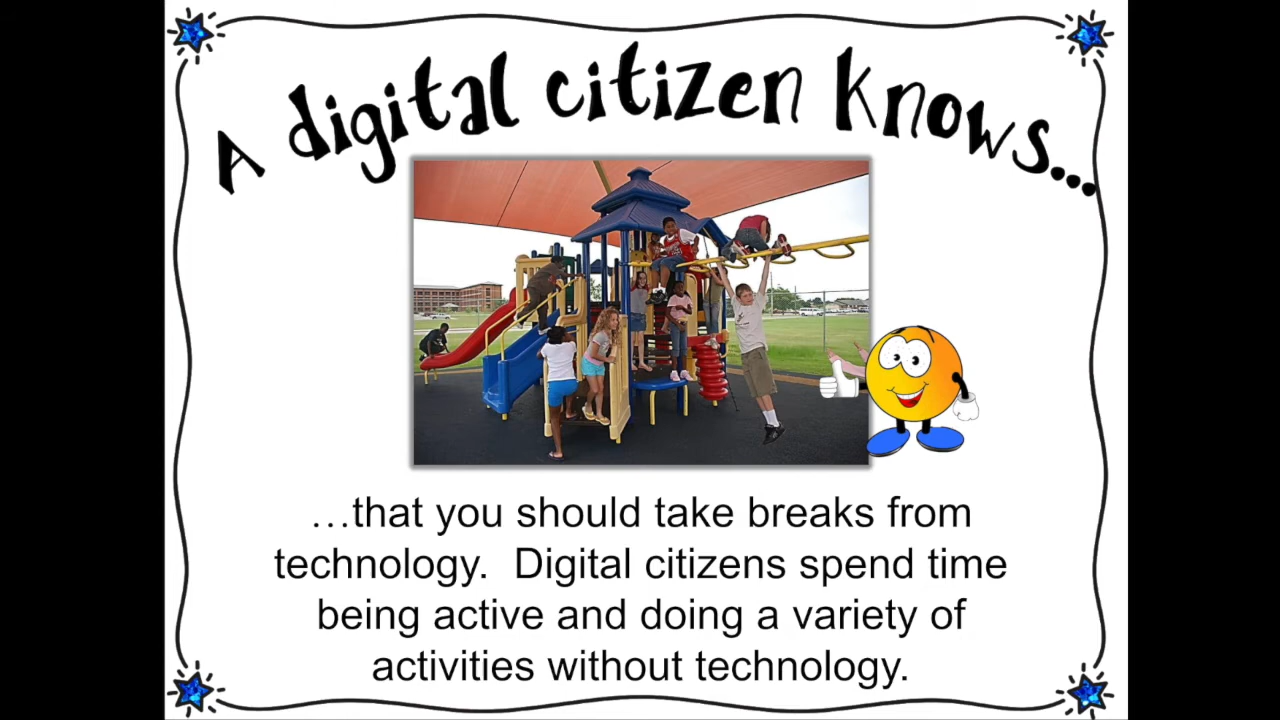 A digital citizen knows...
…that you should take breaks from
technology.  Digital citizens spend time
being active and doing a variety of
activities without technology.